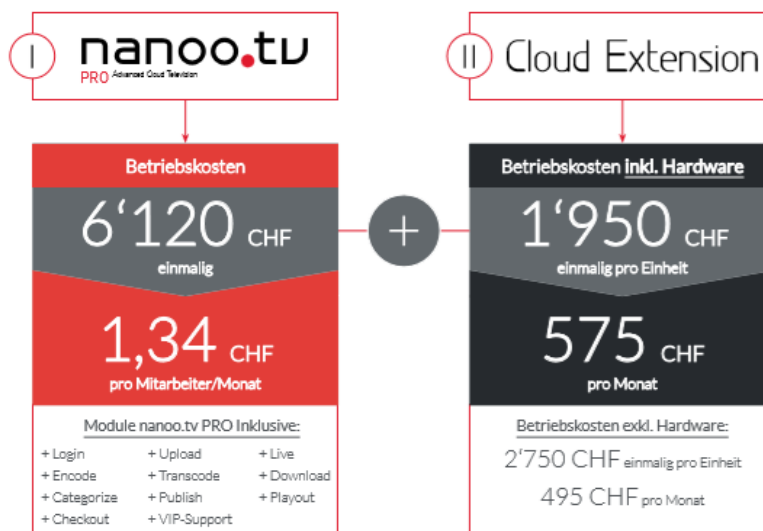 I
nanoo.tv
PRO Advanced Cloud Television
Betriebskosten
6‘120 CHF
einmalig
1,34 CHF
pro Mitarbeiter/Monat
Module nanoo.tv PRO Inklusive:
+ Login + Upload + Live
+ Encode + Transcode + Download
+ Categorize + Publish + Playout
+ Checkout + VIP-Support
+
II
Cloud Extension
Betriebskosten inkl. Hardware
1‘950 CHF
einmalig pro Einheit
575 CHF
pro Monat
Betriebskosten exkl. Hardware:
2‘750 CHF einmalig pro Einheit
495 CHF pro Monat